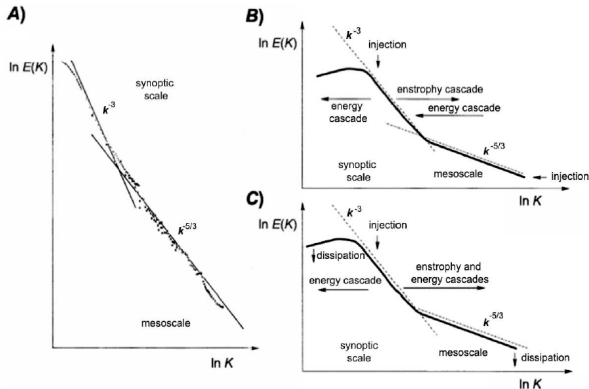 A)
ln E(K)
synoptic
scale
k-3
k-5/3
mesoscale
ln K
B)
ln E(K)
k-3
injection
enstrophy cascade
energy cascade
energy
cascade
k-5/3
synoptic
scale
mesoscale
injection
ln K
C)
ln E(K)
k-3
injection
dissipation
energy cascade
enstrophy and
energy cascades
k-5/3
synoptic
scale
mesoscale
dissipation
ln K